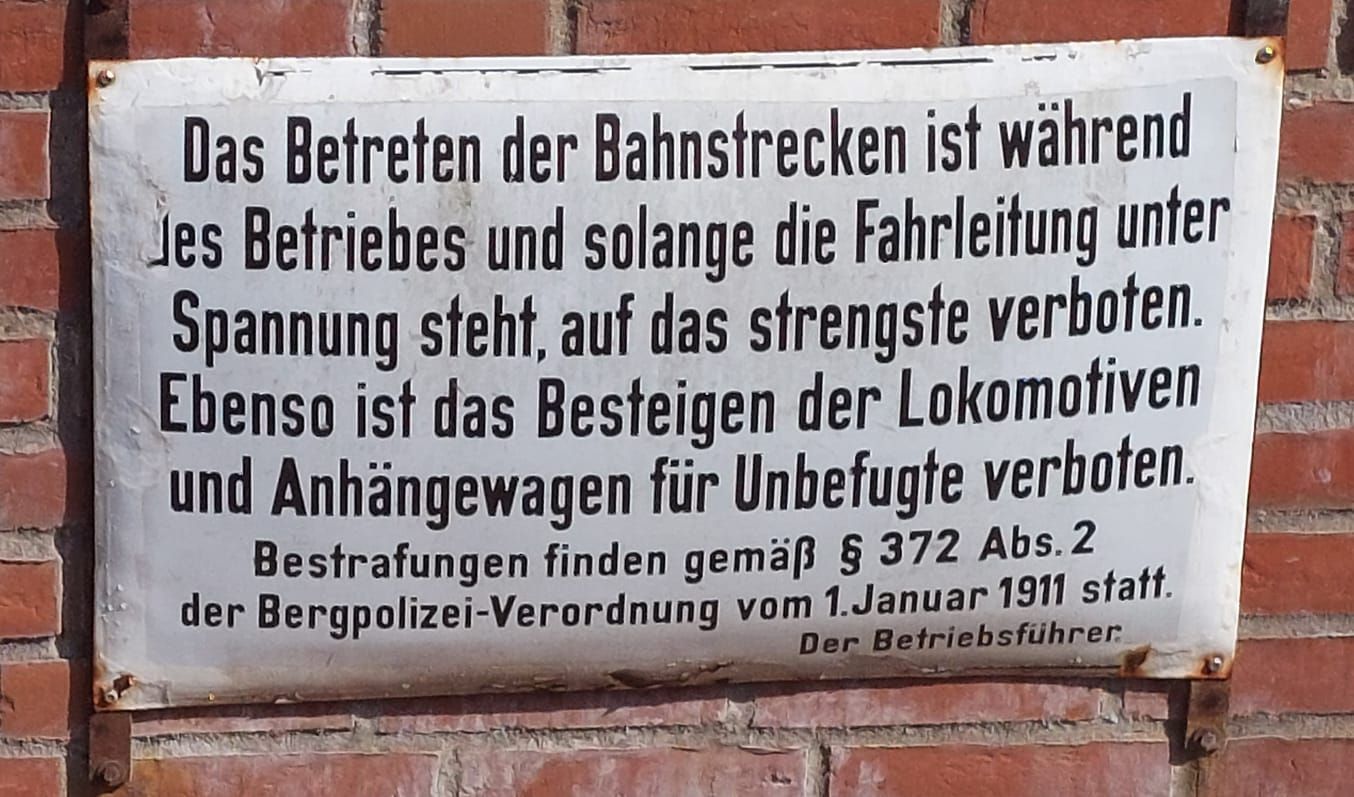 Das Betreten der Bahnstrecken ist während
des Betriebes und solange die Fahrleitung unter
Spannung steht, auf das strengste verboten.
Ebenso ist das Besteigen der Lokomotiven
und Anhängewagen für Unbefugte verboten.
Bestrafungen finden gemäß § 372 Abs. 2
der Bergpolizei-Verordnung vom 1. Januar 1911 statt.
Der Betriebsführer.